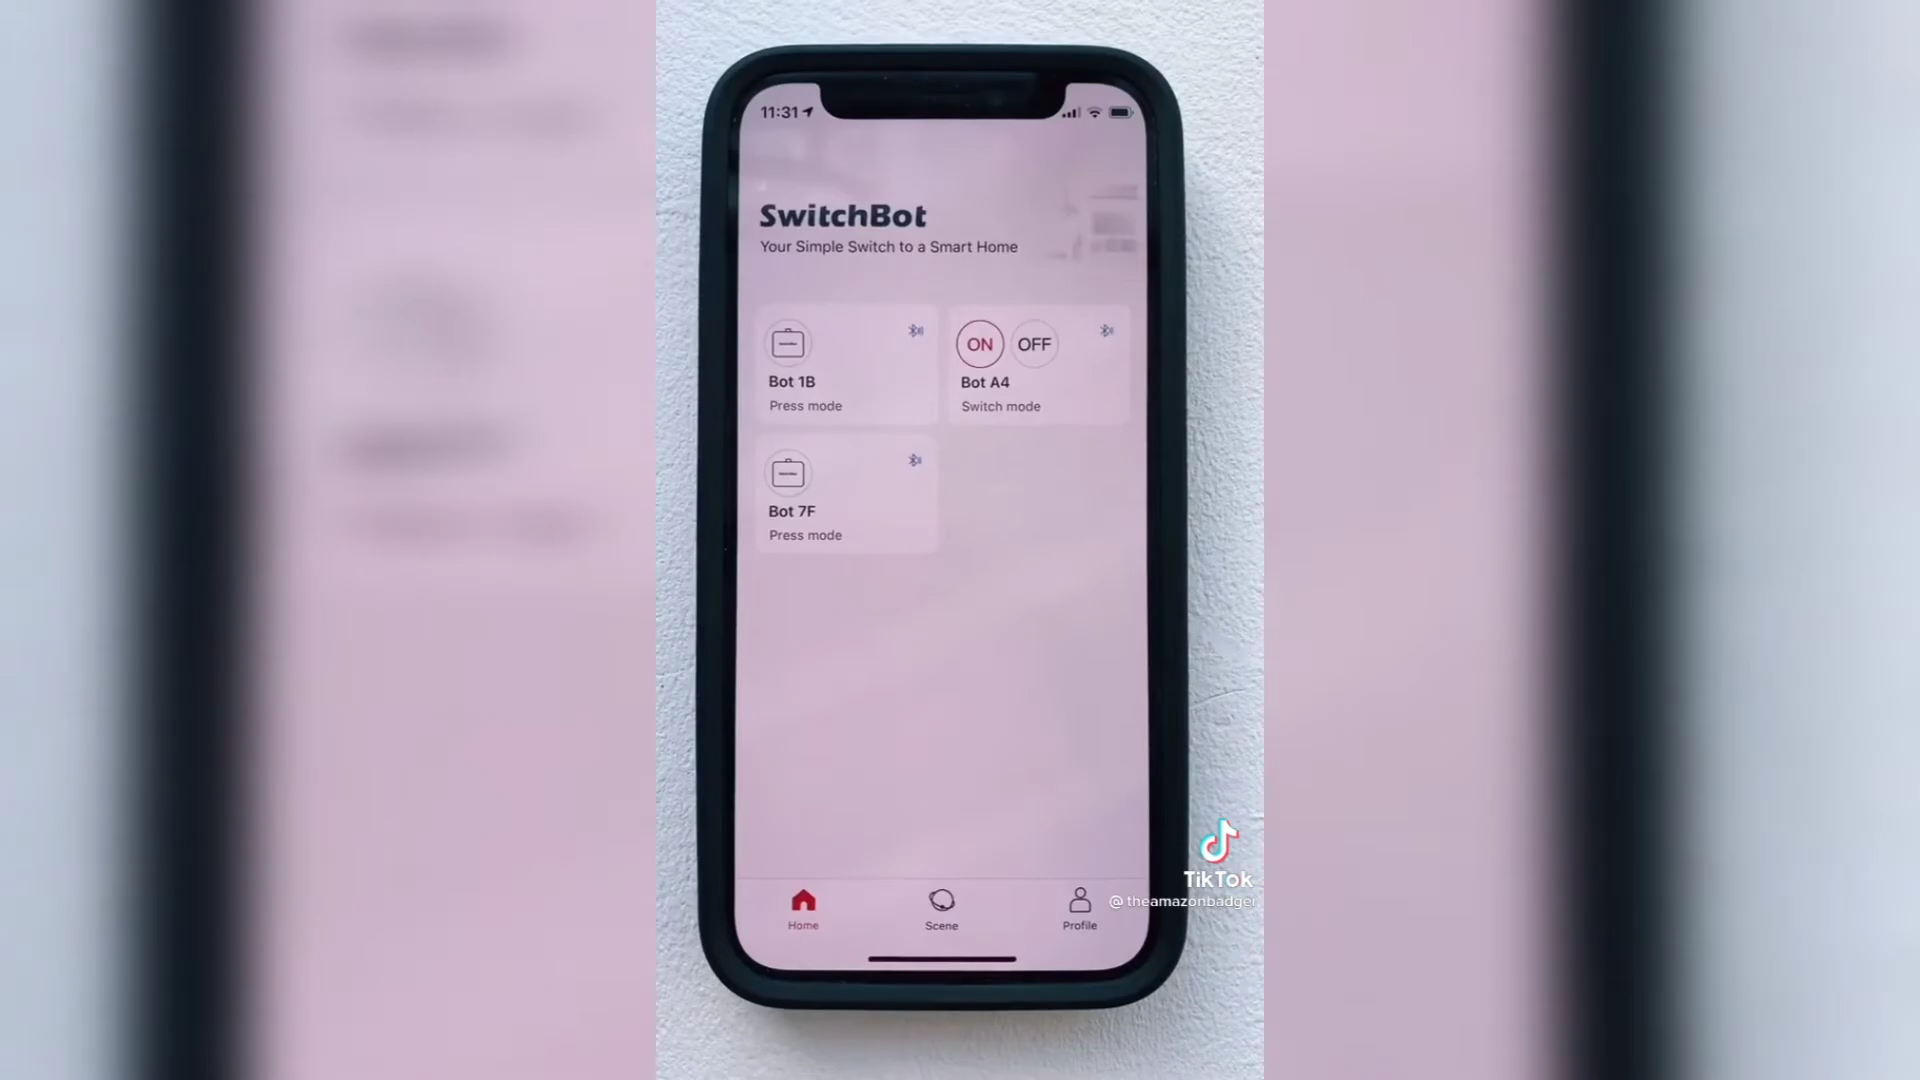 11:31
SwitchBot
Your Simple Switch to a Smart Home
Bot 1B
Press mode
ON OFF
Bot A4
Switch mode
Bot 7F
Press mode
Home
Scene
Profile
TikTok
@theamazonbadger